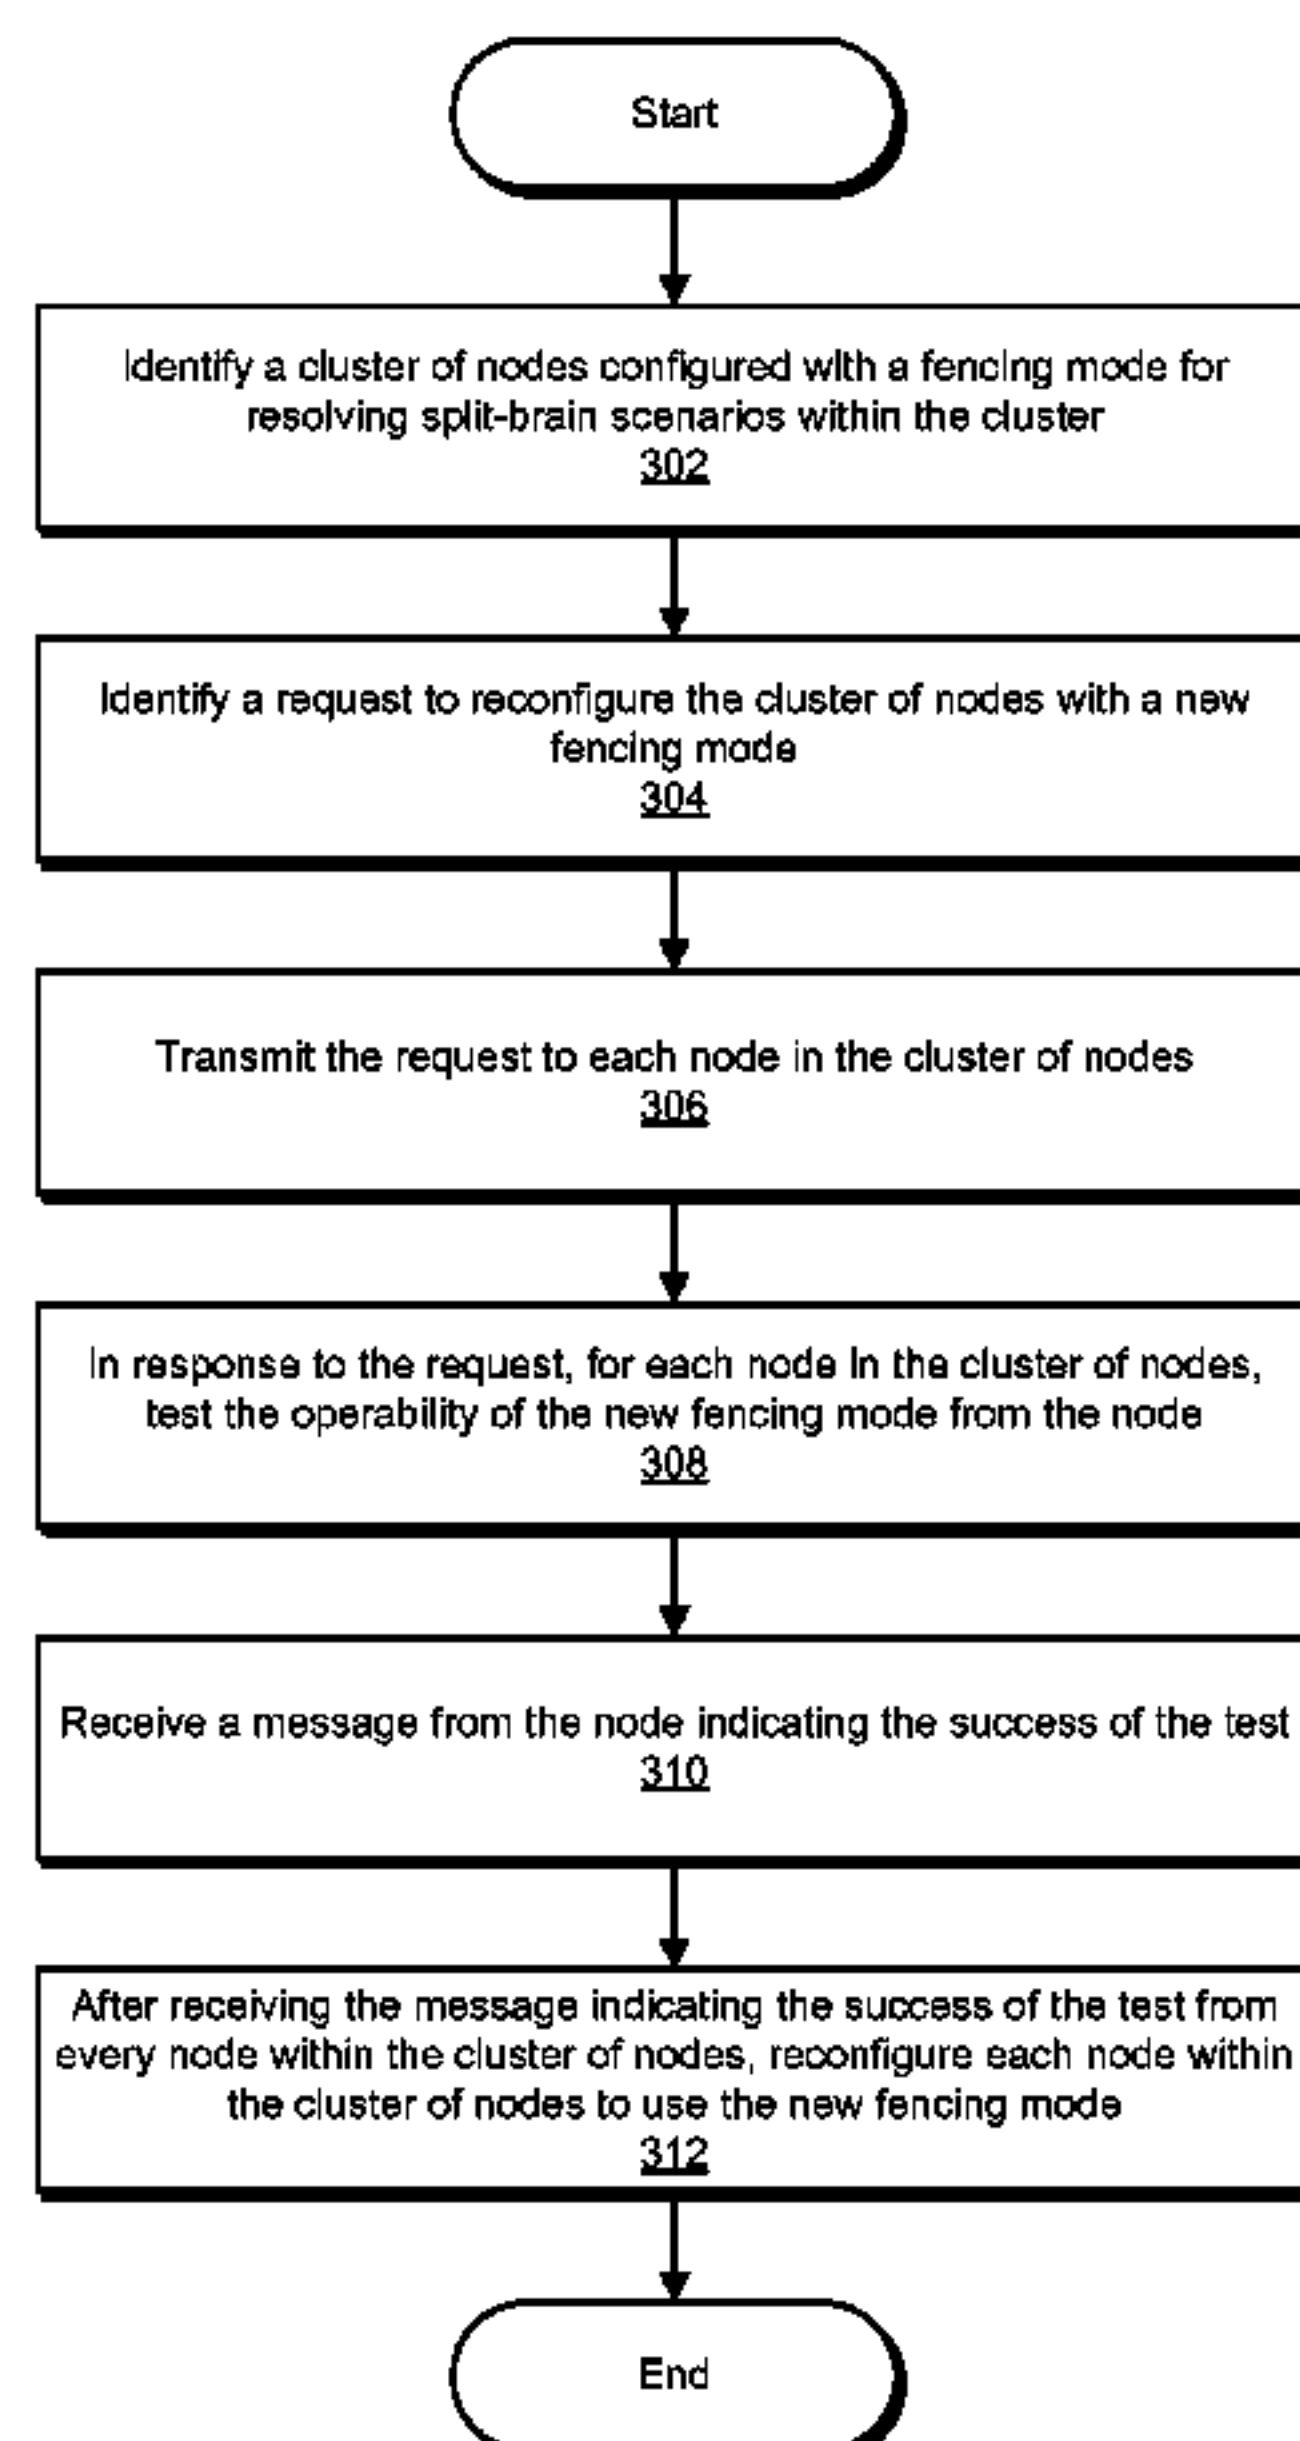 Start
Identify a cluster of nodes configured with a fencing mode for
resolving split-brain scenarios within the cluster
302
Identify a request to reconfigure the cluster of nodes with a new
fencing mode
304
Transmit the request to each node in the cluster of nodes
306
In response to the request, for each node in the cluster of nodes,
test the operability of the new fencing mode from the node
308
Receive a message from the node indicating the success of the test
310
After receiving the message indicating the success of the test from
every node within the cluster of nodes, reconfigure each node within
the cluster of nodes to use the new fencing mode
312
End